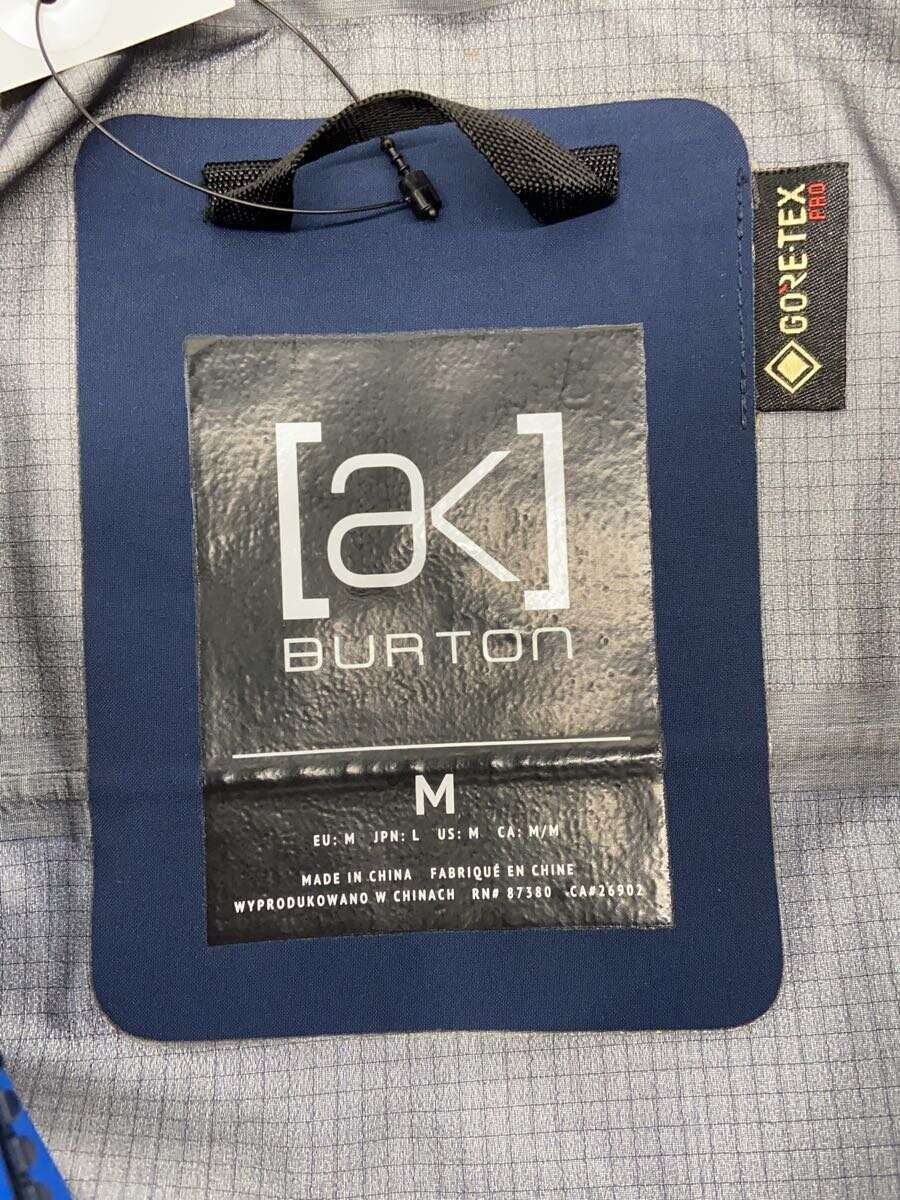 GORE-TEX
PRO
[ak]
BURTON
M
EU: M JPN: L US: M CA: M/M
MADE IN CHINA FABRIQUÉ EN CHINE
WYPRODUKOWANO W CHINACH RN# 87380 CA#26902